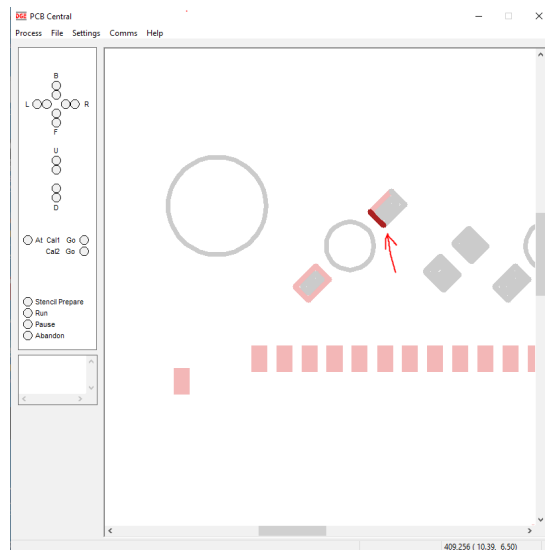 PCB Central
Process File Settings Comms Help
B
L R
F
U
D
At Cal1 Go
Cal2 Go
Stencil Prepare
Run
Pause
Abandon
409,256 ( 10.39, 6.50)